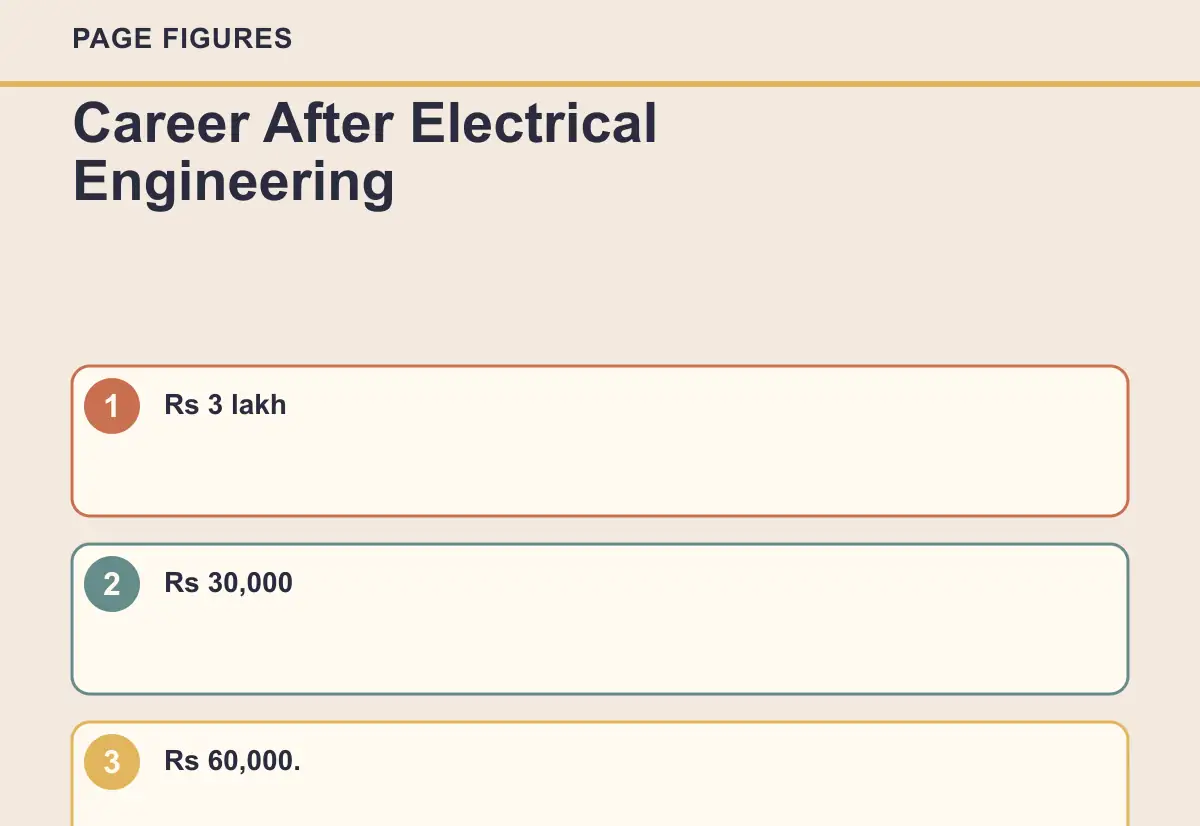 PAGE FIGURES
Career After Electrical
Engineering
1
Rs 3 lakh
2
Rs 30,000
3
Rs 60,000.